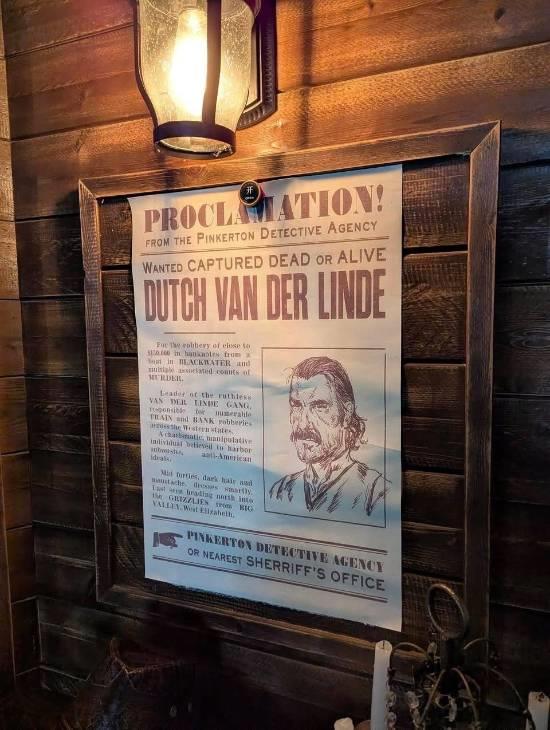 开
PROCLAMATION!
FROM THE PINKERTON DETECTIVE AGENCY
WANTED CAPTURED DEAD OR ALIVE
DUTCH VAN DER LINDE
For the robbery of close to
$150,000 in banknotes from a
boat in BLACKWATER and
multiple associated counts of
MURDER.
Leader of the ruthless
VAN DER LINDE GANG,
responsible for numerable
TRAIN and BANK robberies
across the Western states.
A charismatic, manipulative
individual believed to harbor
anti-American
ideals.
Mid forties, dark hair and
moustache, dresses smartly.
Last seen heading north into
the GRIZZLIES from BIG
VALLEY, West Elizabeth.
PINKERTON DETECTIVE AGENCY
OR NEAREST SHERRIFF'S OFFICE